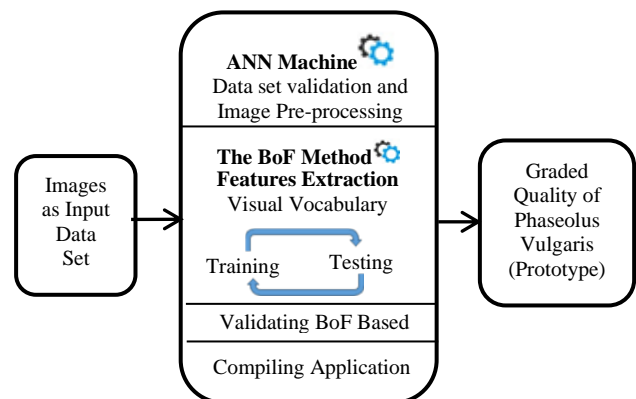 Images
as Input
Data
Set
ANN Machine
Data set validation and
Image Pre-processing
The BoF Method
Features Extraction
Visual Vocabulary
Training
Testing
Validating BoF Based
Compiling Application
Graded
Quality of
Phaseolus
Vulgaris
(Prototype)